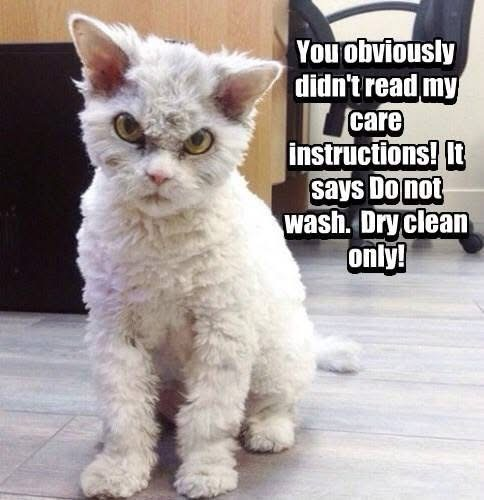 You obviously
didn't read my
care
instructions! It
says Do not
wash. Dry clean
only!